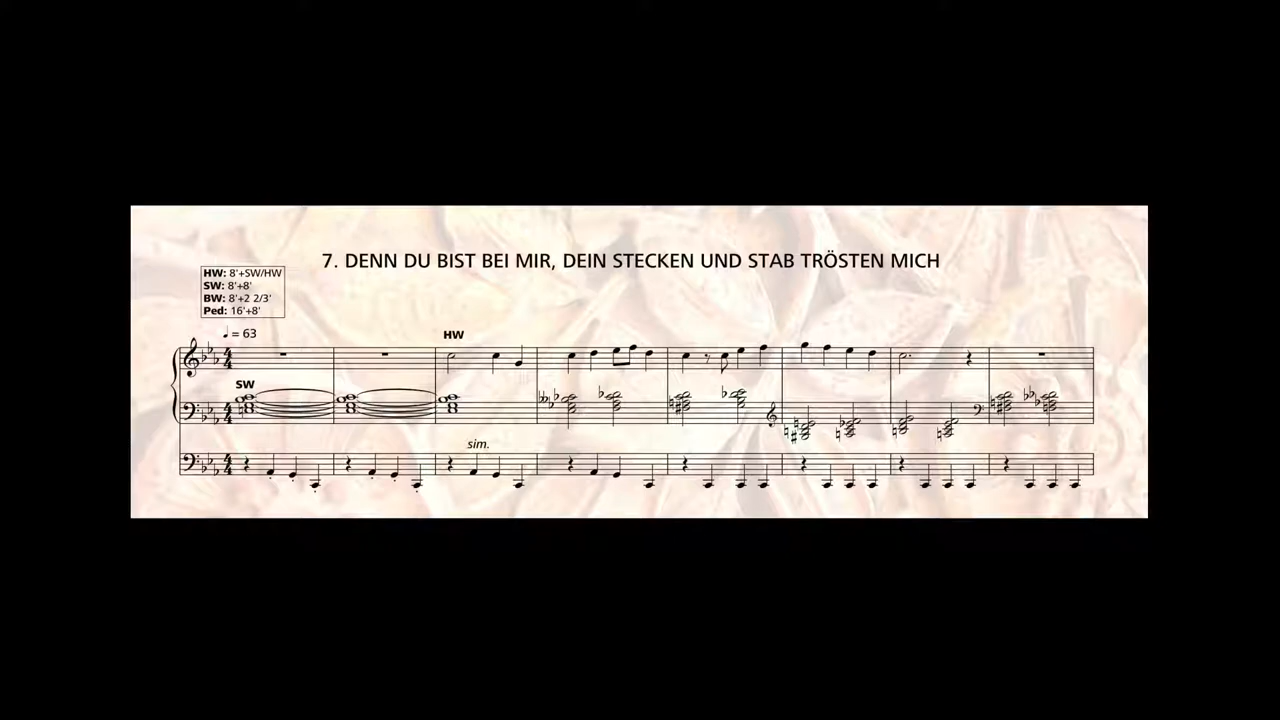 7. DENN DU BIST BEI MIR, DEIN STECKEN UND STAB TRÖSTEN MICH
HW: 8'+SW/HW
SW: 8'+8'
BW: 8'+2 2/3'
Ped: 16'+8'
♩ = 63
HW
SW
sim.